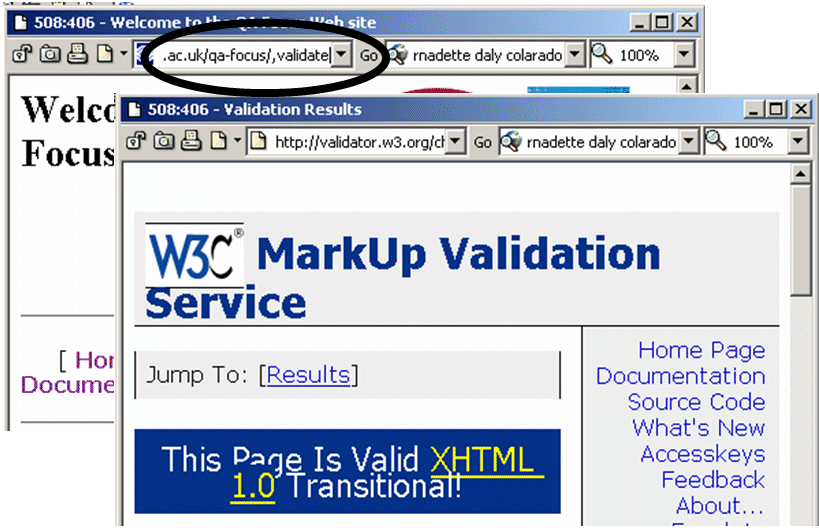 508:406 - Welcome to the QA Focus Web site
.ac.uk/qa-focus/,validate Go rnadette daly colarado 100%
Welco
Focus
[ Hor
Docume
508:406 - Validation Results
http://validator.w3.org/ch Go rnadette daly colarado 100%
W3C® MarkUp Validation
Service
Jump To: [Results]
This Page Is Valid XHTML
1.0 Transitional!
Home Page
Documentation
Source Code
What's New
Accesskeys
Feedback
About...